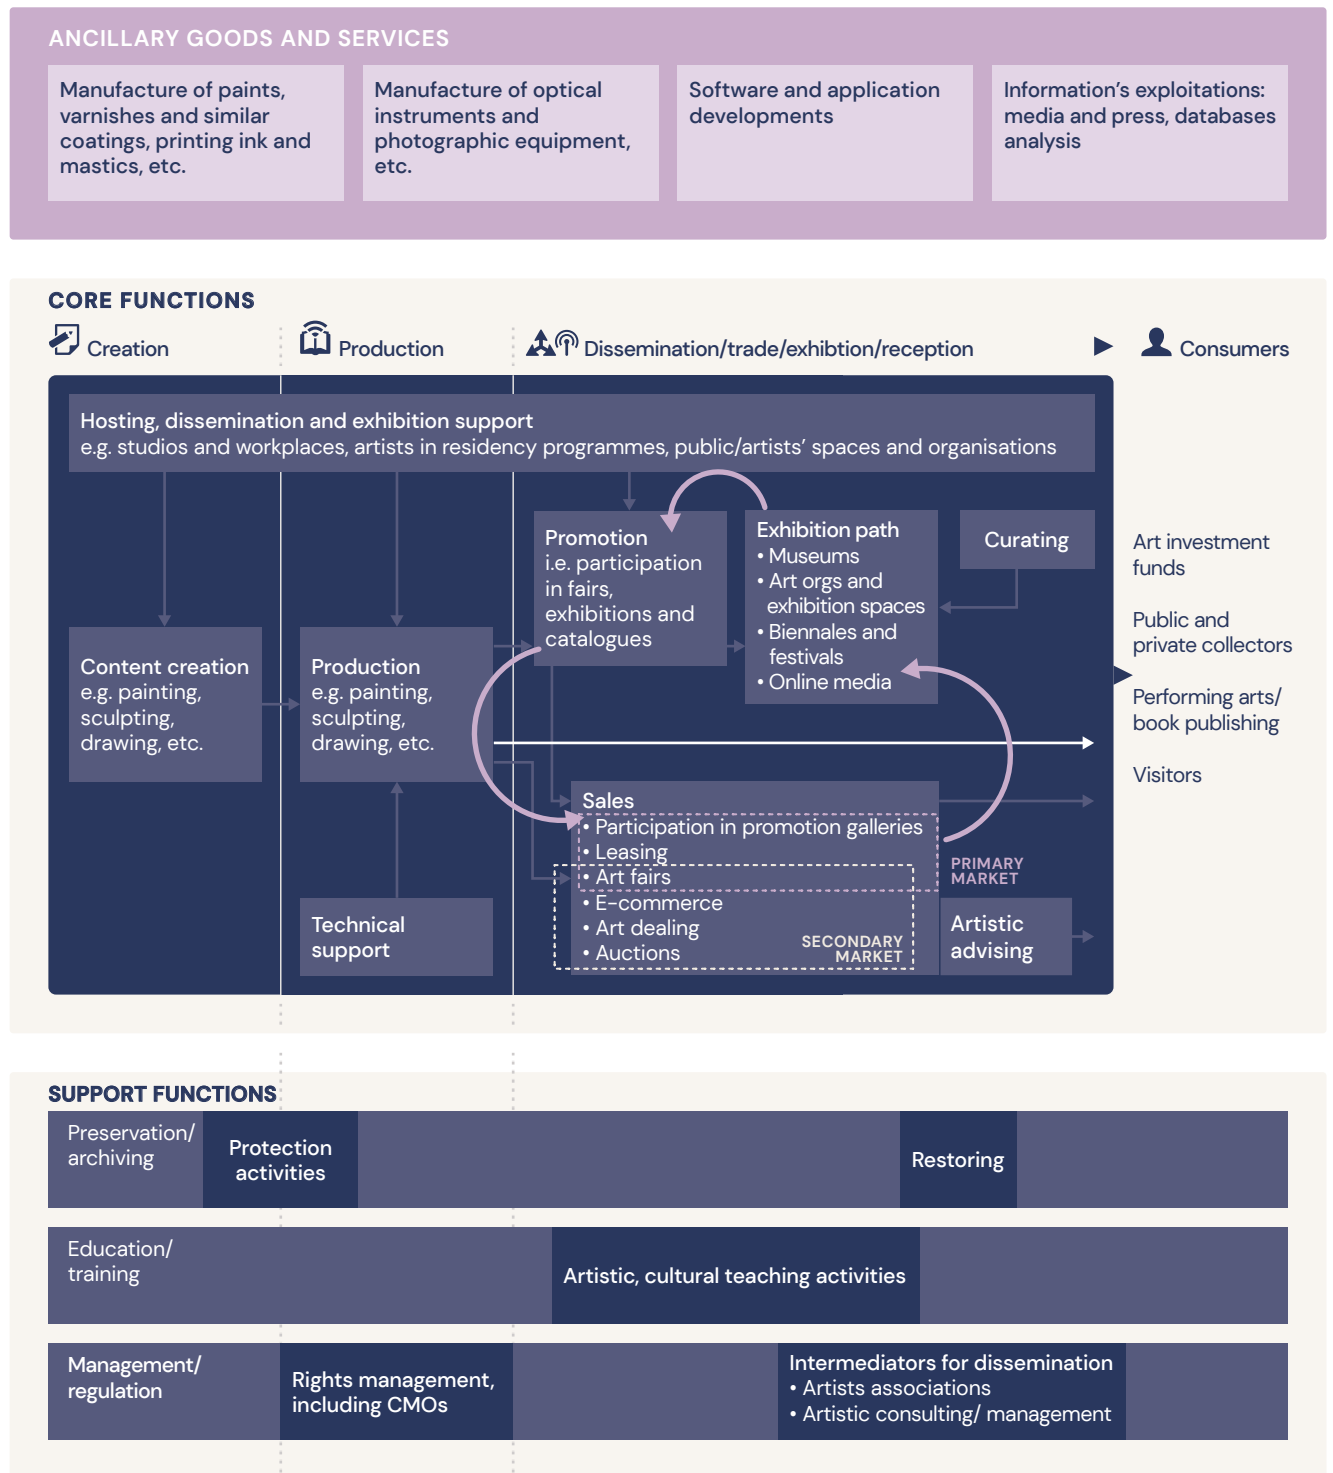 ANCILLARY GOODS AND SERVICES
Manufacture of paints,
varnishes and similar
coatings, printing ink and
mastics, etc.
Manufacture of optical
instruments and
photographic equipment,
etc.
Software and application
developments
Information’s exploitations:
media and press, databases
analysis
CORE FUNCTIONS
Creation
Production
Dissemination/trade/exhibtion/reception
Consumers
Hosting, dissemination and exhibition support
e.g. studios and workplaces, artists in residency programmes, public/artists’ spaces and organisations
Content creation
e.g. painting,
sculpting,
drawing, etc.
Production
e.g. painting,
sculpting,
drawing, etc.
Technical
support
Promotion
i.e. participation
in fairs,
exhibitions and
catalogues
Exhibition path
• Museums
• Art orgs and
exhibition spaces
• Biennales and
festivals
• Online media
Curating
Sales
• Participation in promotion galleries
• Leasing
• Art fairs
• E-commerce
• Art dealing
• Auctions
SECONDARY
MARKET
PRIMARY
MARKET
Artistic
advising
Art investment
funds
Public and
private collectors
Performing arts/
book publishing
Visitors
SUPPORT FUNCTIONS
Preservation/
archiving
Protection
activities
Restoring
Education/
training
Artistic, cultural teaching activities
Management/
regulation
Rights management,
including CMOs
Intermediators for dissemination
• Artists associations
• Artistic consulting/ management